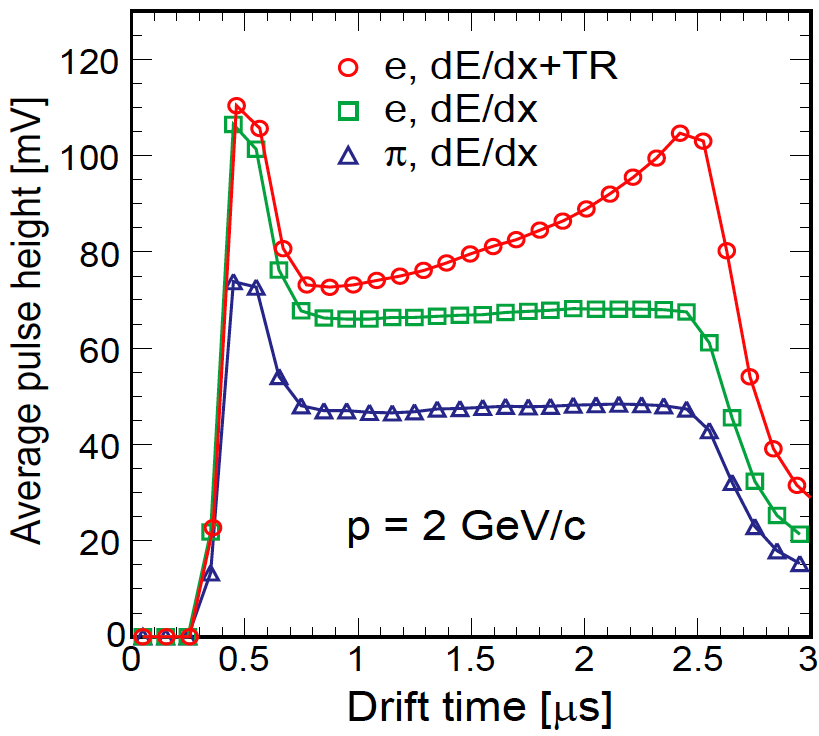 Average pulse height [mV]
120
100
80
60
40
20
0
e, dE/dx+TR
e, dE/dx
π, dE/dx
p = 2 GeV/c
0 0.5 1 1.5 2 2.5 3
Drift time [μs]